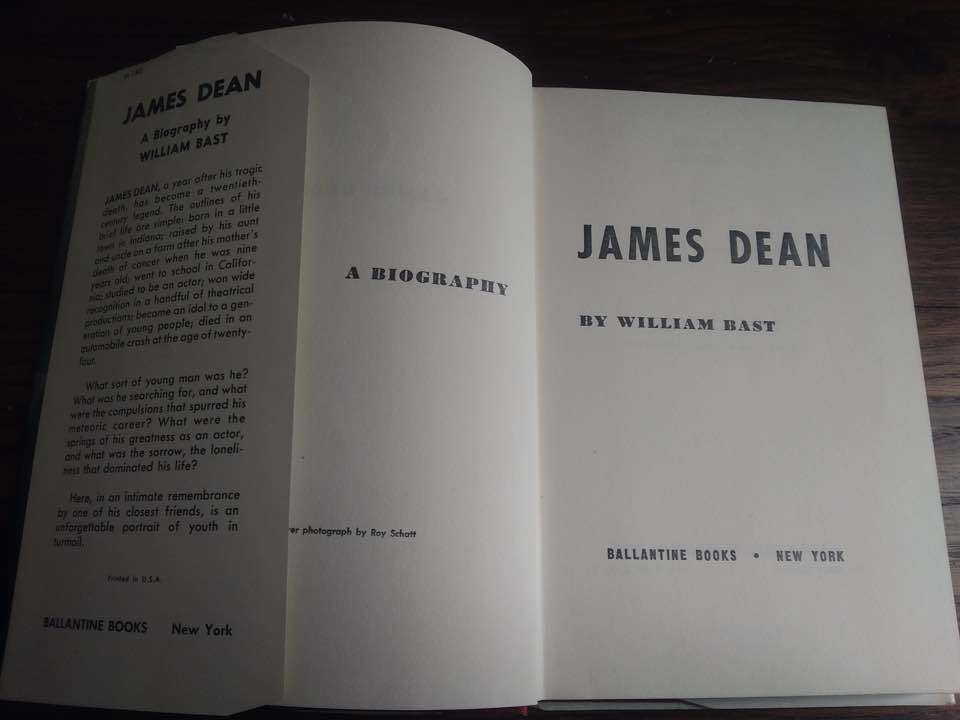 H 180
JAMES DEAN
A Biography by
WILLIAM BAST
JAMES DEAN, a year after his tragic
death, has become a twentieth-
century legend. The outlines of his
brief life are simple: born in a little
town in Indiana; raised by his aunt
and uncle on a farm after his mother's
death of cancer when he was nine
years old; went to school in Califor-
nia; studied to be an actor; won wide
recognition in a handful of theatrical
productions; became an idol to a gen-
eration of young people; died in an
automobile crash at the age of twenty-
four.
What sort of young man was he?
What was he searching for, and what
were the compulsions that spurred his
meteoric career? What were the
springs of his greatness as an actor,
and what was the sorrow, the loneli-
ness that dominated his life?
Here, in an intimate remembrance
by one of his closest friends, is an
unforgettable portrait of youth in
turmoil.
Printed in U.S.A.
BALLANTINE BOOKS New York
A BIOGRAPHY
ver photograph by Roy Schatt
JAMES DEAN
BY WILLIAM BAST
BALLANTINE BOOKS • NEW YORK